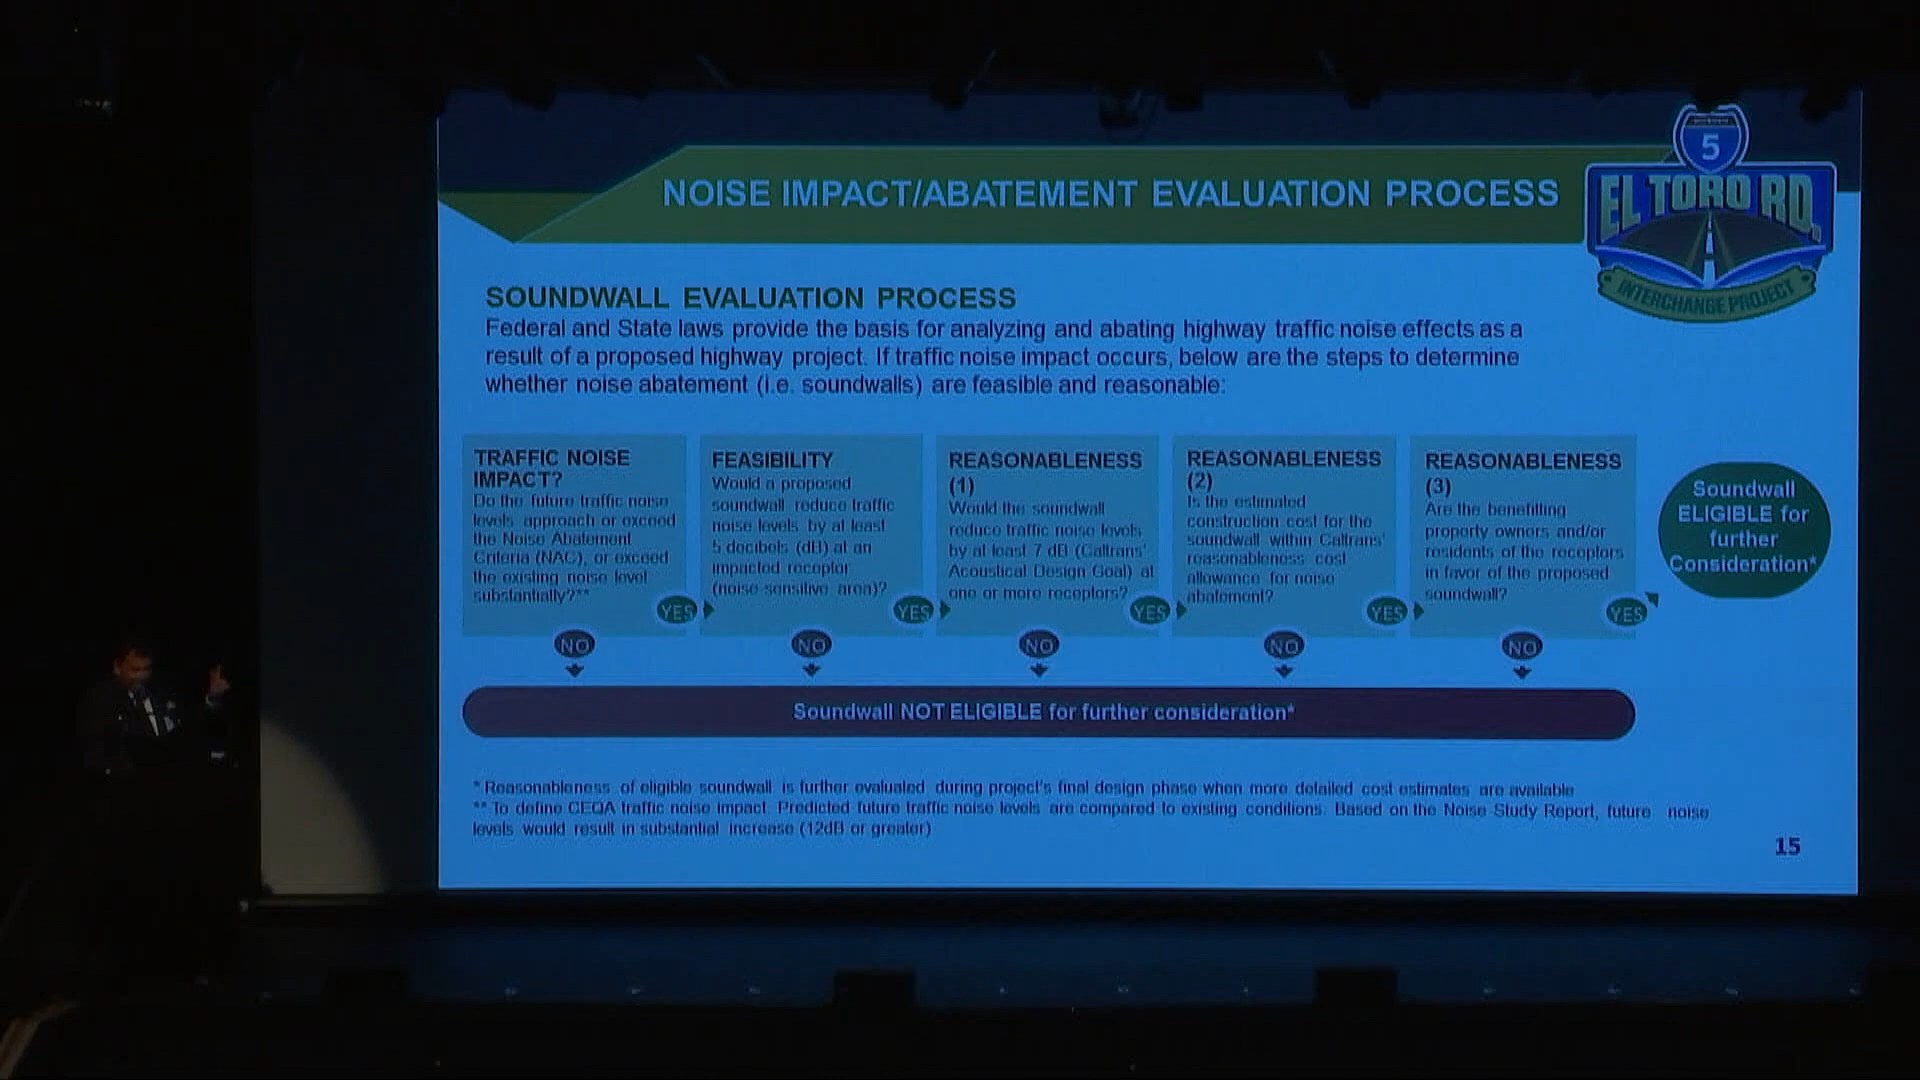 5
EL TORO RD.
INTERCHANGE PROJECT
NOISE IMPACT/ABATEMENT EVALUATION PROCESS
SOUNDWALL EVALUATION PROCESS
Federal and State laws provide the basis for analyzing and abating highway traffic noise effects as a
result of a proposed highway project. If traffic noise impact occurs, below are the steps to determine
whether noise abatement (i.e. soundwalls) are feasible and reasonable:
TRAFFIC NOISE
IMPACT?
Do the future traffic noise
levels approach or exceed
the Noise Abatement
Criteria (NAC), or exceed
the existing noise level
substantially?**
YES
NO
FEASIBILITY
Would a proposed
soundwall reduce traffic
noise levels by at least
5 decibels (dB) at an
impacted receptor
(noise sensitive area)?
YES
NO
REASONABLENESS
(1)
Would the soundwall
reduce traffic noise levels
by at least 7 dB (Caltrans'
Acoustical Design Goal) at
one or more receptors?
YES
NO
REASONABLENESS
(2)
Is the estimated
construction cost for the
soundwall within Caltrans'
reasonableness cost
allowance for noise
abatement?
YES
NO
REASONABLENESS
(3)
Are the benefitting
property owners and/or
residents of the receptors
in favor of the proposed
soundwall?
YES
NO
Soundwall
ELIGIBLE for
further
Consideration*
Soundwall NOT ELIGIBLE for further consideration*
* Reasonableness of eligible soundwall is further evaluated during project's final design phase when more detailed cost estimates are available
** To define CEQA traffic noise impact. Predicted future traffic noise levels are compared to existing conditions. Based on the Noise Study Report, future noise
levels would result in substantial increase (12dB or greater)
15